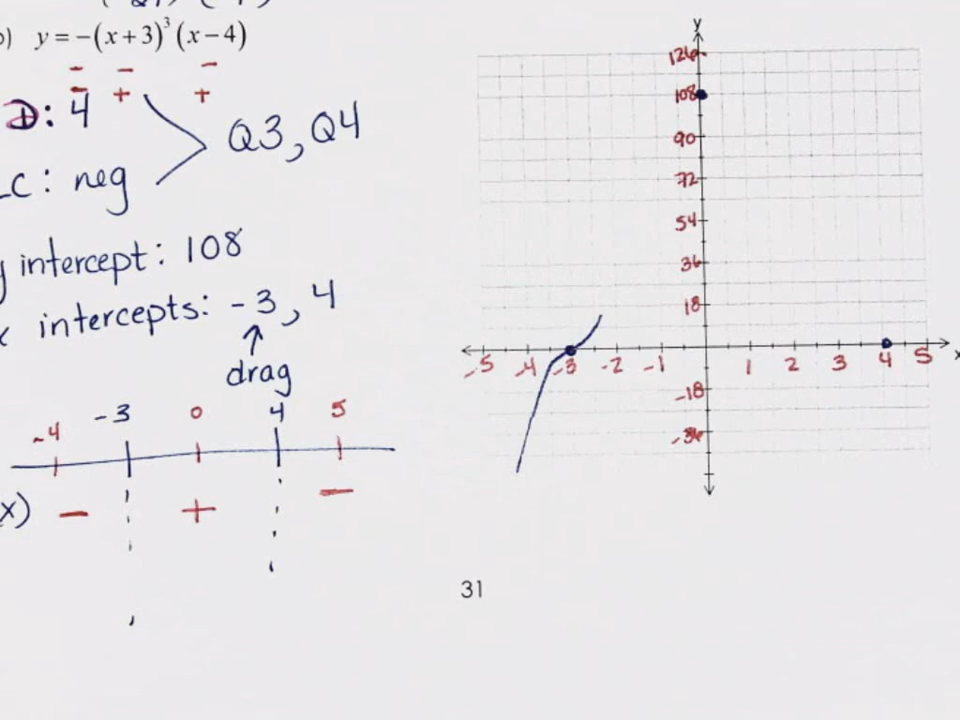 b) y = −(x+3)³(x−4)
− − −
− + +
D: 4
Q3, Q4
LC: neg
y intercept: 108
x intercepts: -3, 4
drag
-4 -3 0 4 5
(x) − + −
y
126
108
90
72
54
36
18
-5 -4 -3 -2 -1 1 2 3 4 5 x
-18
-36
31